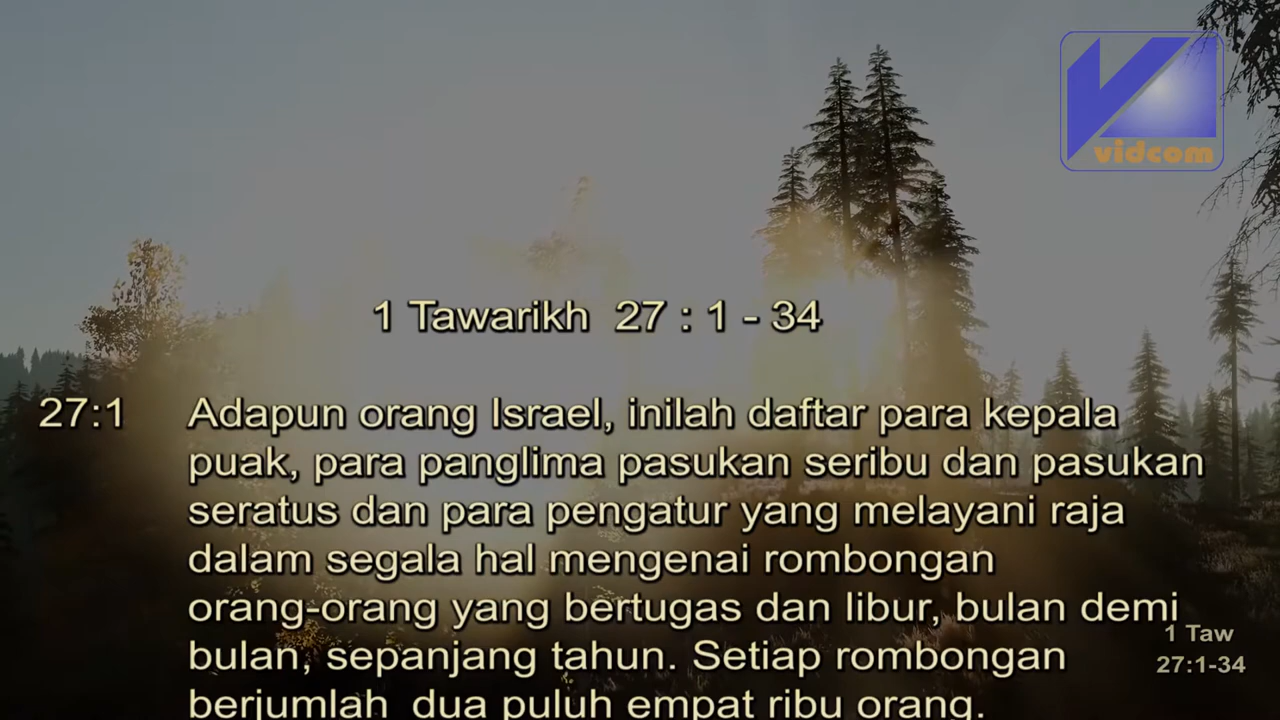 vidcom
1 Tawarikh 27 : 1 - 34
27:1 Adapun orang Israel, inilah daftar para kepala
puak, para panglima pasukan seribu dan pasukan
seratus dan para pengatur yang melayani raja
dalam segala hal mengenai rombongan
orang-orang yang bertugas dan libur, bulan demi
bulan, sepanjang tahun. Setiap rombongan
berjumlah dua puluh empat ribu orang.
1 Taw
27:1-34